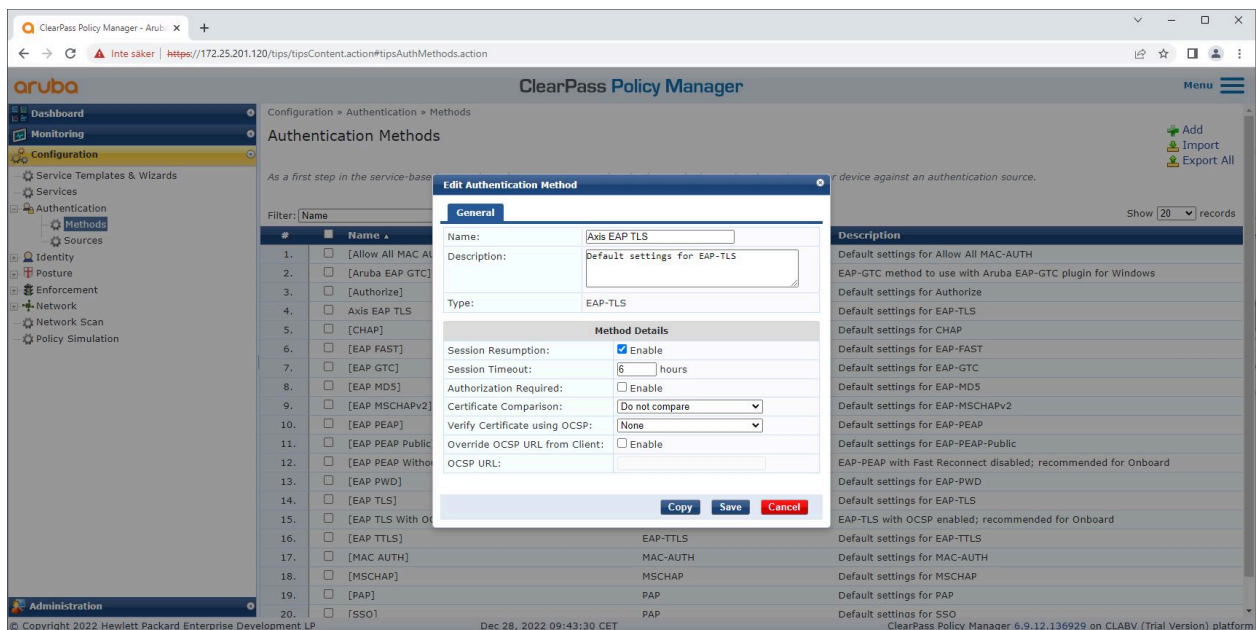 ClearPass Policy Manager - Arub
Inte säker | https://172.25.201.120/tips/tipsContent.action#tipsAuthMethods.action
aruba
ClearPass Policy Manager
Menu
Dashboard
Monitoring
Configuration
Service Templates & Wizards
Services
Authentication
Methods
Sources
Identity
Posture
Enforcement
Network
Network Scan
Policy Simulation
Administration
Configuration » Authentication » Methods
Authentication Methods
Add
Import
Export All
As a first step in the service-base
r device against an authentication source.
Filter: Name
Show 20 records
# Name Description
1. [Allow All MAC AU Default settings for Allow All MAC-AUTH
2. [Aruba EAP GTC] EAP-GTC method to use with Aruba EAP-GTC plugin for Windows
3. [Authorize] Default settings for Authorize
4. Axis EAP TLS Default settings for EAP-TLS
5. [CHAP] Default settings for CHAP
6. [EAP FAST] Default settings for EAP-FAST
7. [EAP GTC] Default settings for EAP-GTC
8. [EAP MD5] Default settings for EAP-MD5
9. [EAP MSCHAPv2] Default settings for EAP-MSCHAPv2
10. [EAP PEAP] Default settings for EAP-PEAP
11. [EAP PEAP Public Default settings for EAP-PEAP-Public
12. [EAP PEAP Witho EAP-PEAP with Fast Reconnect disabled; recommended for Onboard
13. [EAP PWD] Default settings for EAP-PWD
14. [EAP TLS] Default settings for EAP-TLS
15. [EAP TLS With OC EAP-TLS with OCSP enabled; recommended for Onboard
16. [EAP TTLS] EAP-TTLS Default settings for EAP-TTLS
17. [MAC AUTH] MAC-AUTH Default settings for MAC-AUTH
18. [MSCHAP] MSCHAP Default settings for MSCHAP
19. [PAP] PAP Default settings for PAP
20. [SSO] PAP Default settings for SSO
Edit Authentication Method
General
Name: Axis EAP TLS
Description: Default settings for EAP-TLS
Type: EAP-TLS
Method Details
Session Resumption: Enable
Session Timeout: 6 hours
Authorization Required: Enable
Certificate Comparison: Do not compare
Verify Certificate using OCSP: None
Override OCSP URL from Client: Enable
OCSP URL:
Copy Save Cancel
© Copyright 2022 Hewlett Packard Enterprise Development LP
Dec 28, 2022 09:43:30 CET
ClearPass Policy Manager 6.9.12.136929 on CLABV (Trial Version) platform